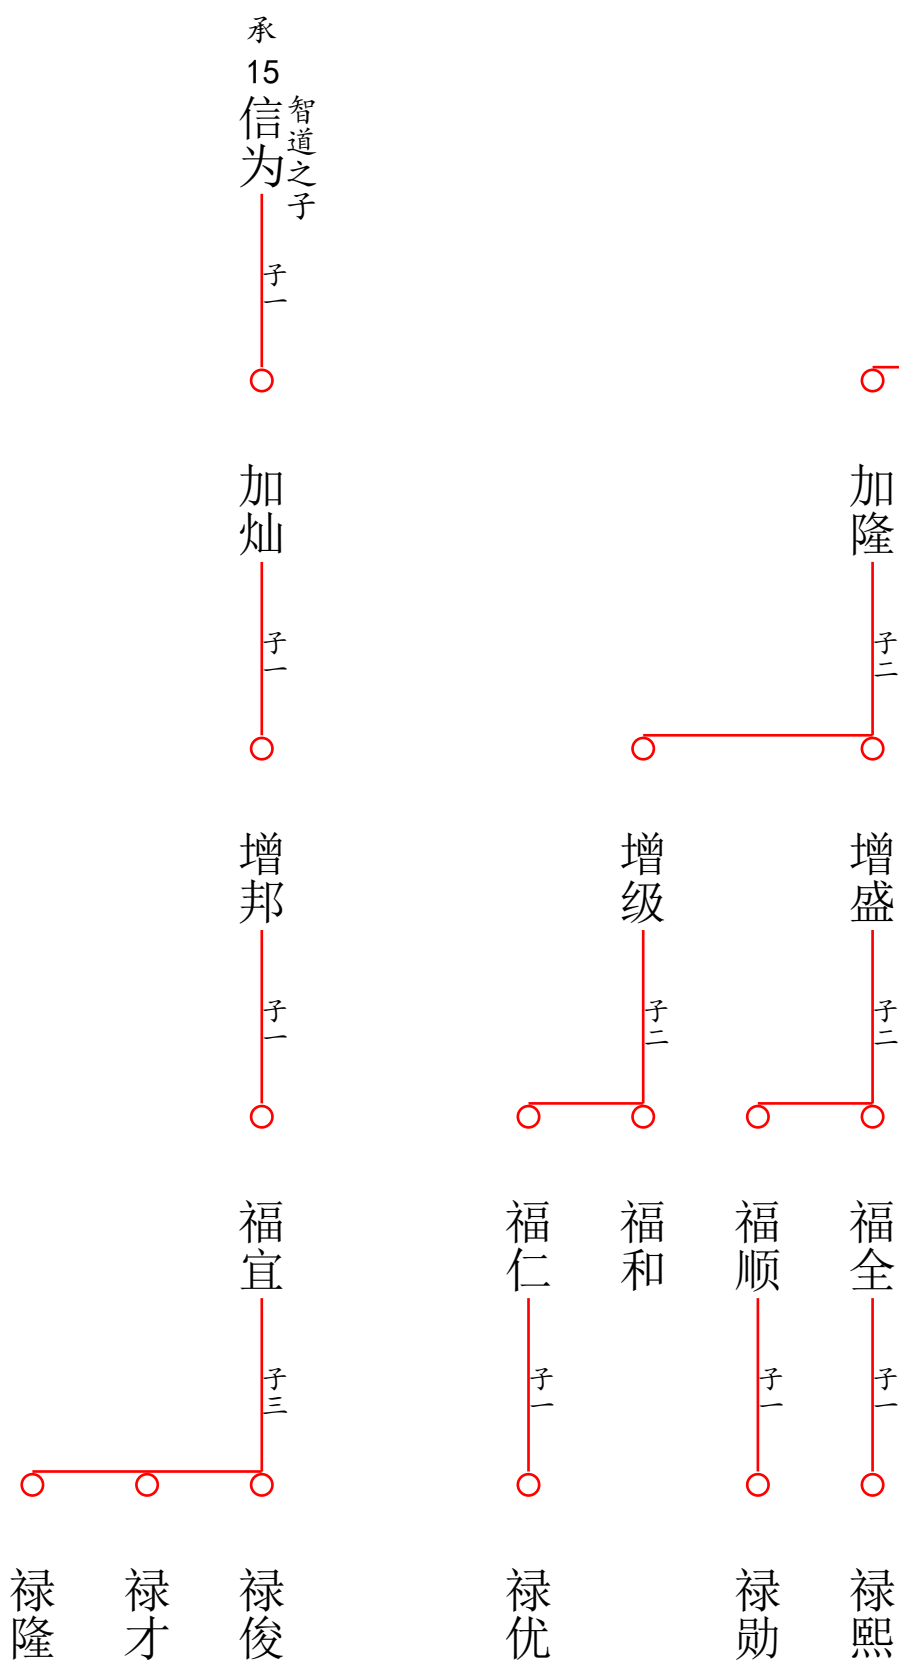 承
15
信为
智道之子
子一
加灿
加隆
子一
子二
增邦
增级
增盛
子一
子二
子二
福宜
福仁
福和
福顺
福全
子三
子一
子一
子一
禄隆
禄才
禄俊
禄优
禄勋
禄熙